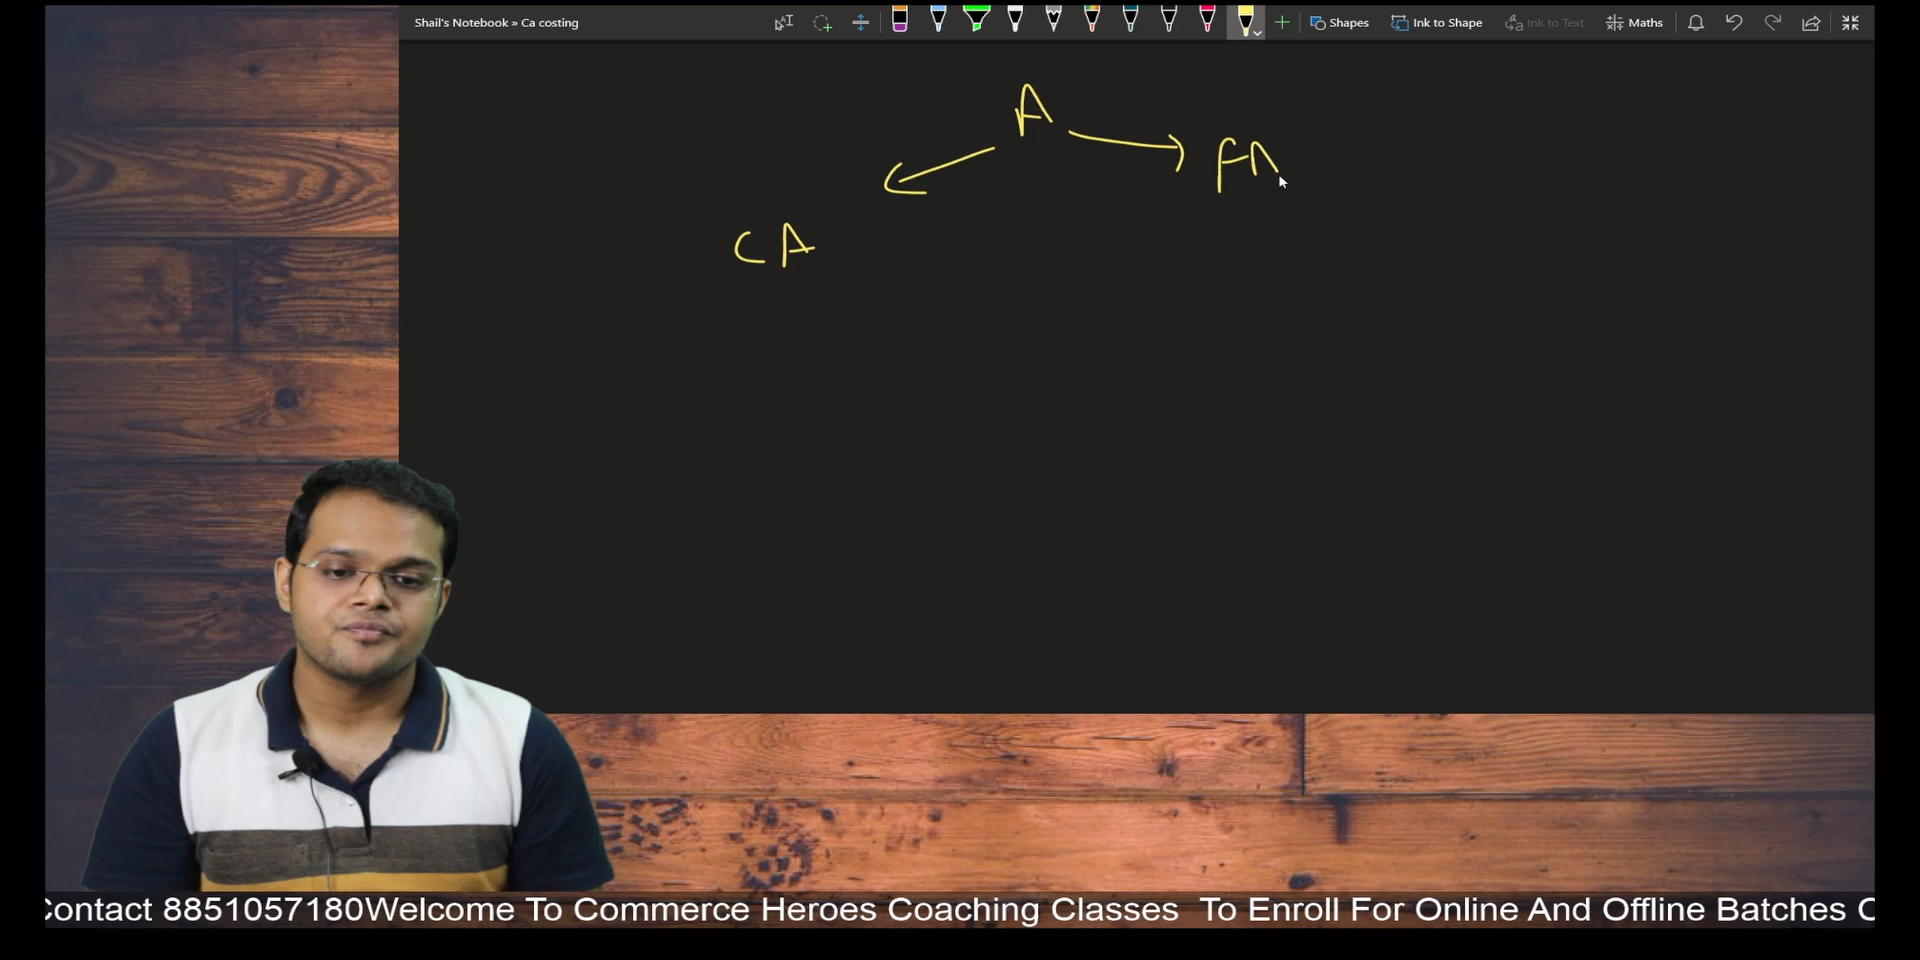 Shail's Notebook » Ca costing
Shapes
Ink to Shape
Ink to Text
Maths
A
FA
CA
Contact 8851057180Welcome To Commerce Heroes Coaching Classes To Enroll For Online And Offline Batches C